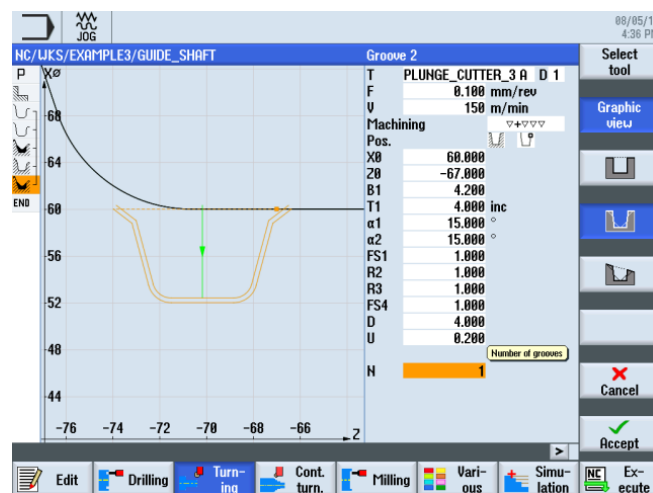 JOG
08/05/1
4:36 PM
NC/WKS/EXAMPLE3/GUIDE_SHAFT
Groove 2
Select
tool
P
XØ
T PLUNGE_CUTTER_3 A D 1
F 0.100 mm/rev
V 150 m/min
Machining ▽+▽▽▽
Pos.
X0 60.000
Z0 -67.000
B1 4.200
T1 4.000 inc
α1 15.000 °
α2 15.000 °
FS1 1.000
R2 1.000
R3 1.000
FS4 1.000
D 4.000
U 0.200
Number of grooves
N 1
Graphic
view
END
68
64
60
56
52
48
44
-76 -74 -72 -70 -68 -66 Z
Cancel
Accept
>
Edit
Drilling
Turn-
ing
Cont.
turn.
Milling
Vari-
ous
Simu-
lation
NC
Ex-
ecute